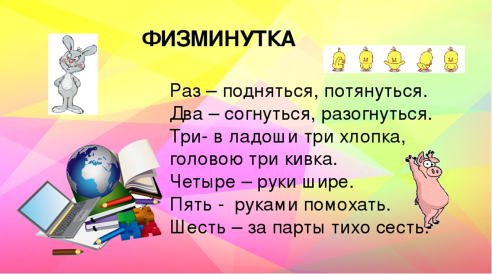 ФИЗМИНУТКА
Раз – подняться, потянуться.
Два – согнуться, разогнуться.
Три- в ладоши три хлопка,
головою три кивка.
Четыре – руки шире.
Пять - руками помохать.
Шесть – за парты тихо сесть.